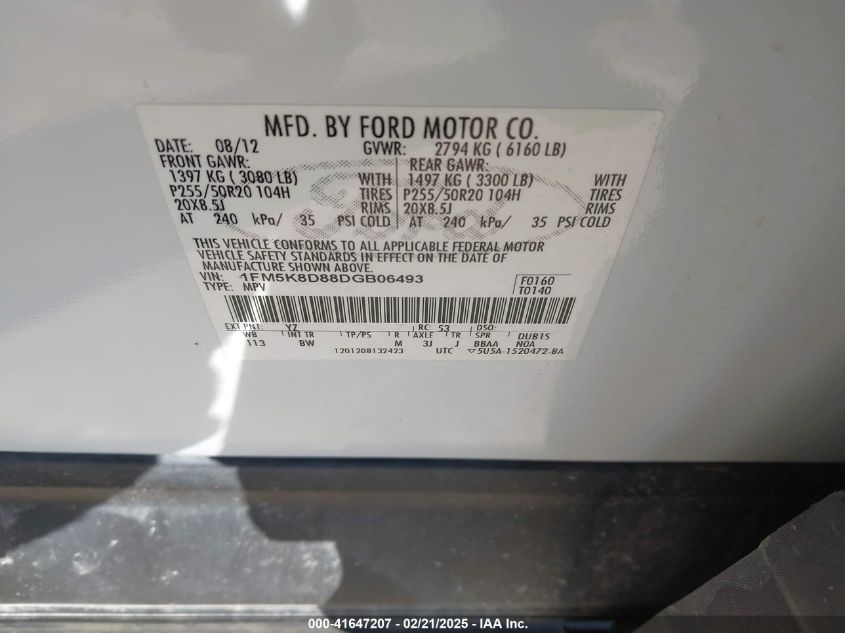 MFD. BY FORD MOTOR CO.
DATE: 08/12 GVWR: 2794 KG ( 6160 LB)
FRONT GAWR: REAR GAWR:
1397 KG ( 3080 LB) WITH 1497 KG ( 3300 LB) WITH
P255/50R20 104H TIRES P255/50R20 104H TIRES
20X8.5J RIMS 20X8.5J RIMS
AT 240 kPa/ 35 PSI COLD AT 240 kPa/ 35 PSI COLD
THIS VEHICLE CONFORMS TO ALL APPLICABLE FEDERAL MOTOR
VEHICLE SAFETY STANDARDS IN EFFECT ON THE DATE OF
MANUFACTURE SHOWN ABOVE.
VIN: 1FM5K8D88DGB06493 F0160
TYPE: MPV T0140
EXT PNT: YZ RC: 53 DSO:
WB INT TR TP/PS R AXLE TR SPR DUB1S
113 BW M 3J J BBAA N0A
1201208132423 UTC ▽5U5A-1520472-BA
000-41647207 - 02/21/2025 - © IAA Inc.